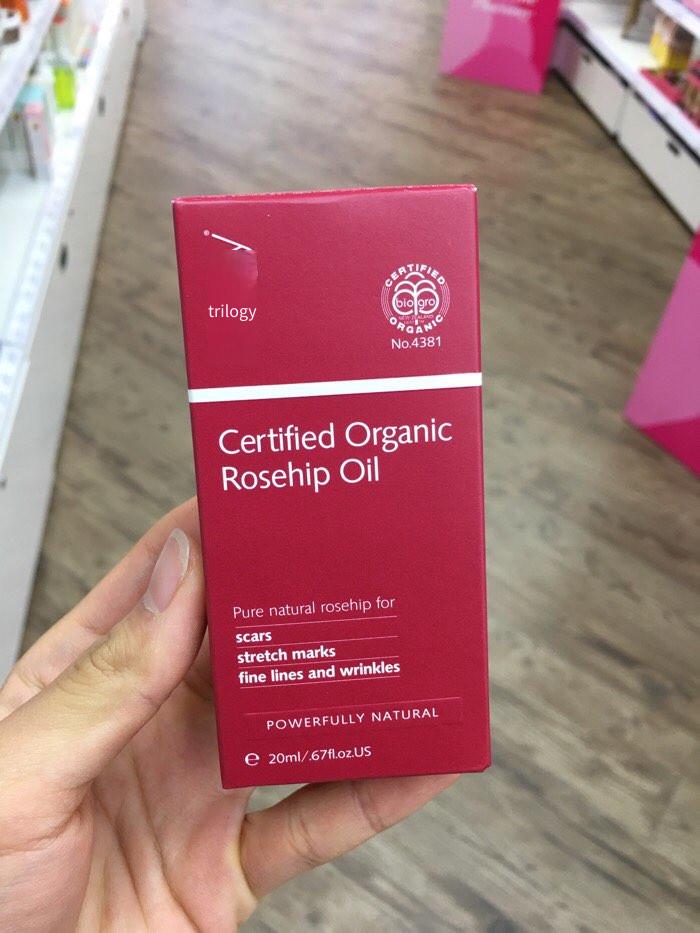 Pharmacy
trilogy
CERTIFIED
bio gro
NEW ZEALAND
ORGANIC
No.4381
Certified Organic
Rosehip Oil
Pure natural rosehip for
scars
stretch marks
fine lines and wrinkles
POWERFULLY NATURAL
e 20ml/.67fl.oz.US